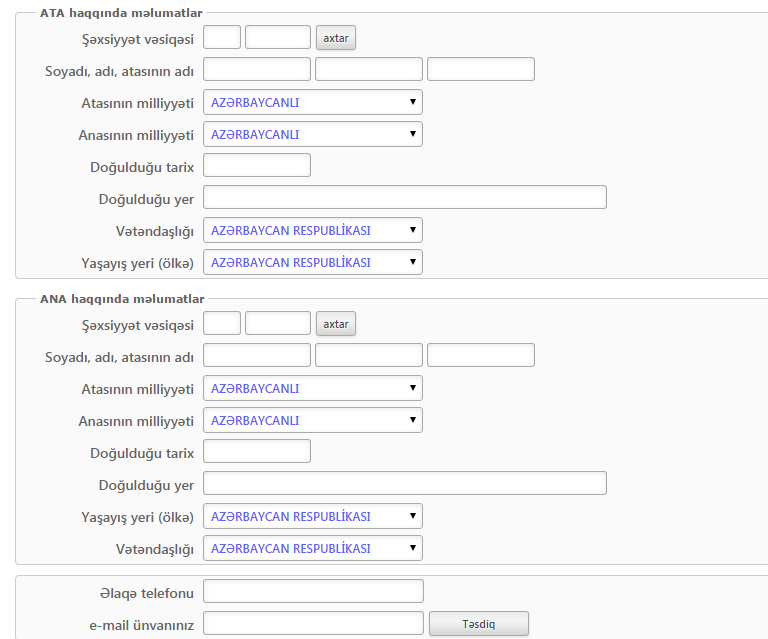 ATA haqqında məlumatlar
Şəxsiyyət vəsiqəsi axtar
Soyadı, adı, atasının adı
Atasının milliyyəti AZƏRBAYCANLI
Anasının milliyyəti AZƏRBAYCANLI
Doğulduğu tarix
Doğulduğu yer
Vətəndaşlığı AZƏRBAYCAN RESPUBLİKASI
Yaşayış yeri (ölkə) AZƏRBAYCAN RESPUBLİKASI
ANA haqqında məlumatlar
Şəxsiyyət vəsiqəsi axtar
Soyadı, adı, atasının adı
Atasının milliyyəti AZƏRBAYCANLI
Anasının milliyyəti AZƏRBAYCANLI
Doğulduğu tarix
Doğulduğu yer
Yaşayış yeri (ölkə) AZƏRBAYCAN RESPUBLİKASI
Vətəndaşlığı AZƏRBAYCAN RESPUBLİKASI
Əlaqə telefonu
e-mail ünvanınız Təsdiq